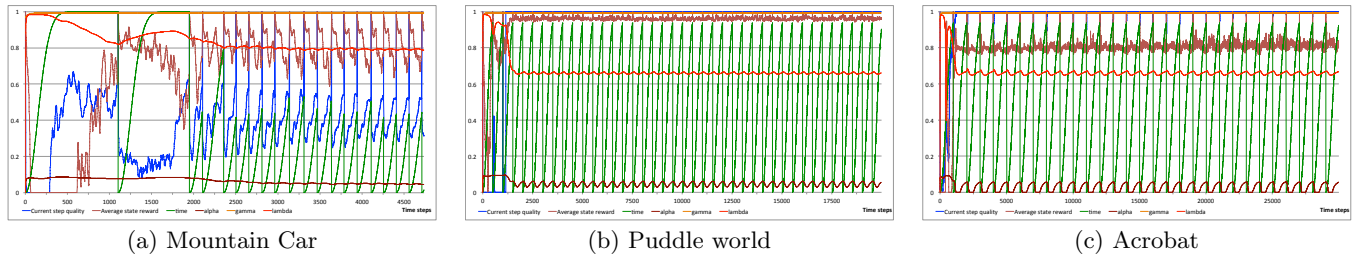 1
0.8
0.6
0.4
0.2
0
0 500 1000 1500 2000 2500 3000 3500 4000 4500
Time steps
Current step quality Average state reward time alpha gamma lambda
(a) Mountain Car
1
0.8
0.6
0.4
0.2
0
0 2500 5000 7500 10000 12500 15000 17500
Time steps
Current step quality Average state reward time alpha gamma lambda
(b) Puddle world
1
0.8
0.6
0.4
0.2
0
0 5000 10000 15000 20000 25000
Time steps
Current step quality Average state reward time alpha gamma lambda
(c) Acrobat